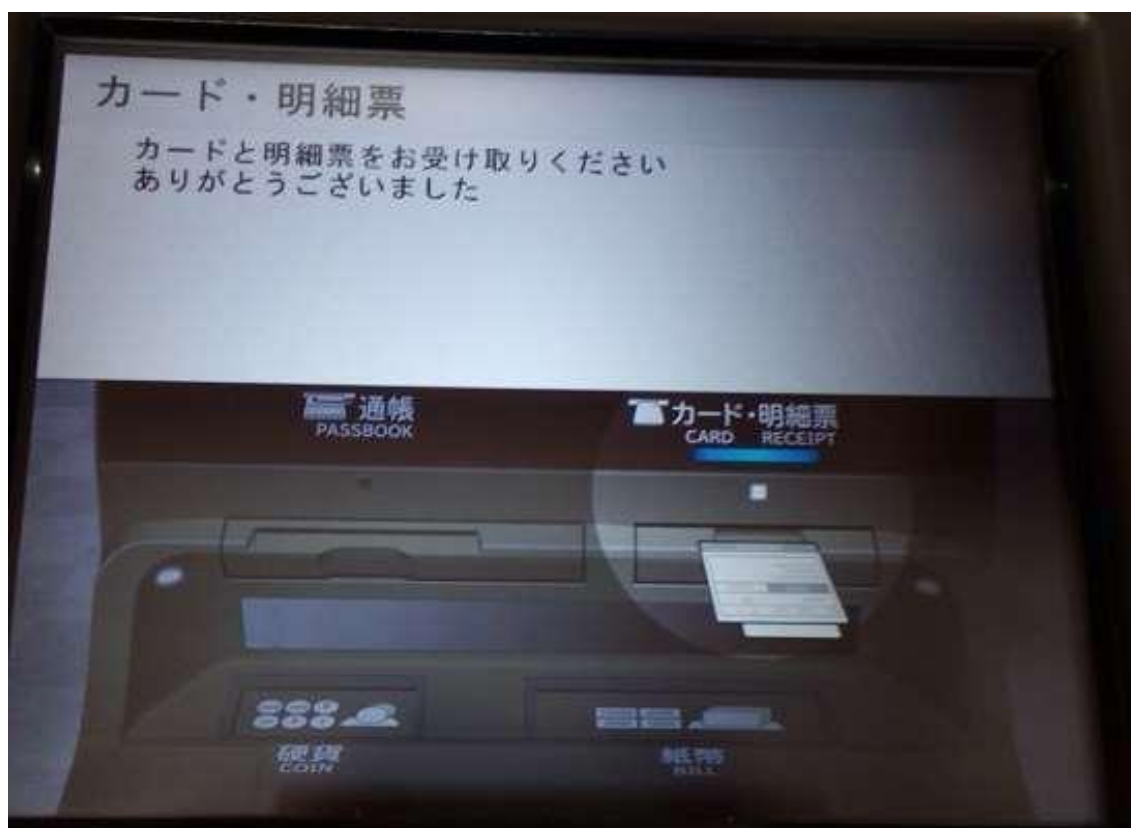 カード・明細票
カードと明細票をお受け取りください
ありがとうございました
通帳
PASSBOOK
カード・明細票
CARD RECEIPT
硬貨
COIN
紙幣
BILL